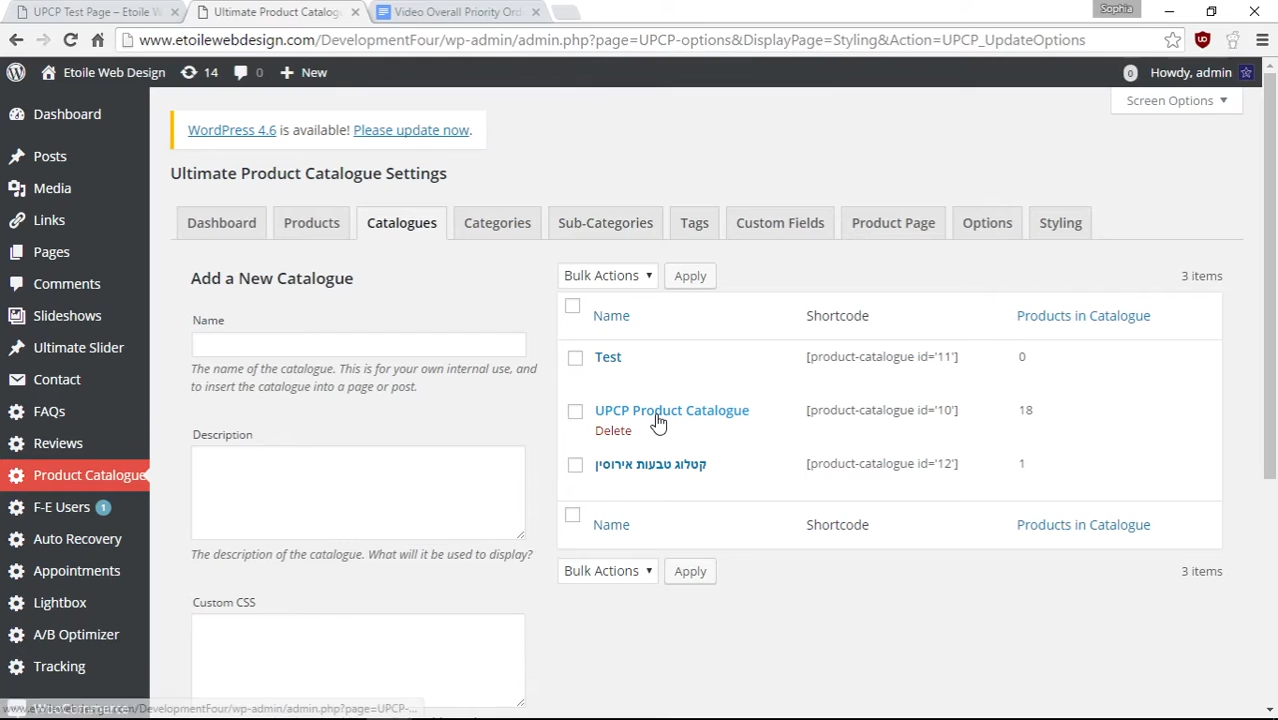 UPCP Test Page – Etoile W
Ultimate Product Catalog
Video Overall Priority Ord
Sophia
www.etoilewebdesign.com/DevelopmentFour/wp-admin/admin.php?page=UPCP-options&DisplayPage=Styling&Action=UPCP_UpdateOptions
Etoile Web Design 14 0 New 0 Howdy, admin
Screen Options
WordPress 4.6 is available! Please update now.
Ultimate Product Catalogue Settings
Dashboard Products Catalogues Categories Sub-Categories Tags Custom Fields Product Page Options Styling
Dashboard
Posts
Media
Links
Pages
Comments
Slideshows
Ultimate Slider
Contact
FAQs
Reviews
Product Catalogue
F-E Users 1
Auto Recovery
Appointments
Lightbox
A/B Optimizer
Tracking
Add a New Catalogue
Name
The name of the catalogue. This is for your own internal use, and
to insert the catalogue into a page or post.
Description
The description of the catalogue. What will it be used to display?
Custom CSS
Bulk Actions Apply 3 items
Name Shortcode Products in Catalogue
Test [product-catalogue id='11'] 0
UPCP Product Catalogue [product-catalogue id='10'] 18
Delete
קטלוג טבעות אירוסין [product-catalogue id='12'] 1
Name Shortcode Products in Catalogue
Bulk Actions Apply 3 items